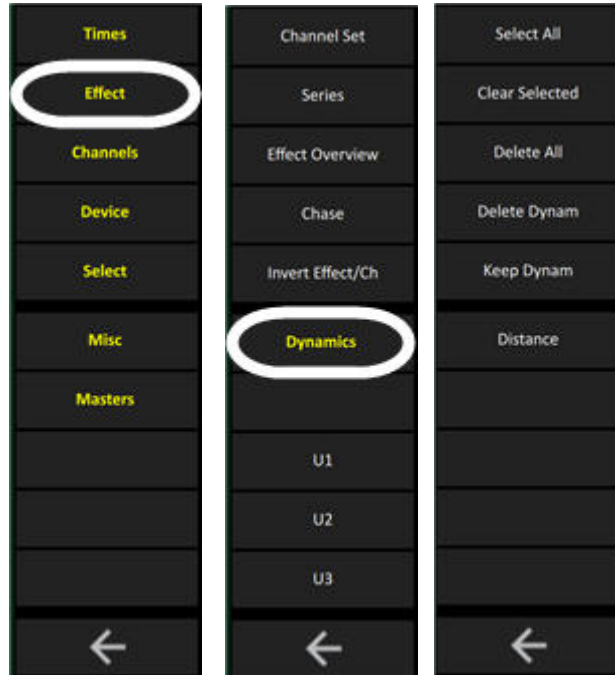 Times
Effect
Channels
Device
Select
Misc
Masters
Channel Set
Series
Effect Overview
Chase
Invert Effect/Ch
Dynamics
U1
U2
U3
Select All
Clear Selected
Delete All
Delete Dynam
Keep Dynam
Distance